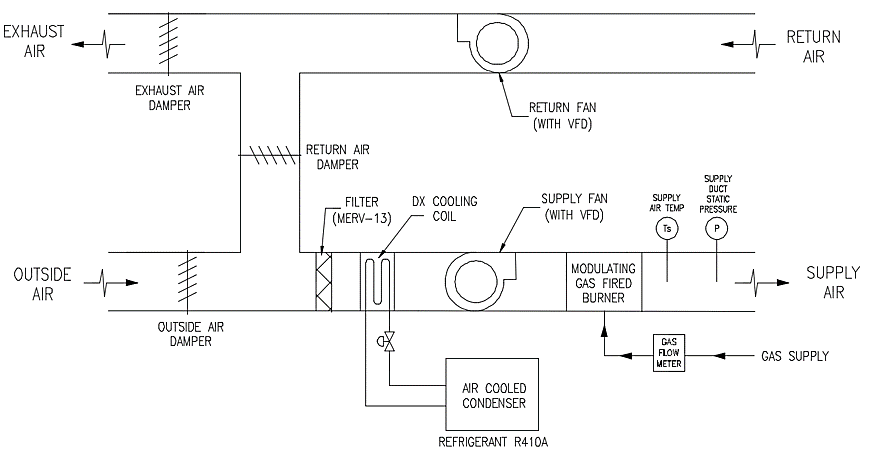 EXHAUST
AIR
RETURN
AIR
EXHAUST AIR
DAMPER
RETURN FAN
(WITH VFD)
RETURN AIR
DAMPER
FILTER
(MERV-13)
DX COOLING
COIL
SUPPLY FAN
(WITH VFD)
SUPPLY
AIR TEMP
SUPPLY
DUCT
STATIC
PRESSURE
Ts
P
OUTSIDE
AIR
MODULATING
GAS FIRED
BURNER
SUPPLY
AIR
OUTSIDE AIR
DAMPER
GAS
FLOW
METER
GAS SUPPLY
AIR COOLED
CONDENSER
REFRIGERANT R410A